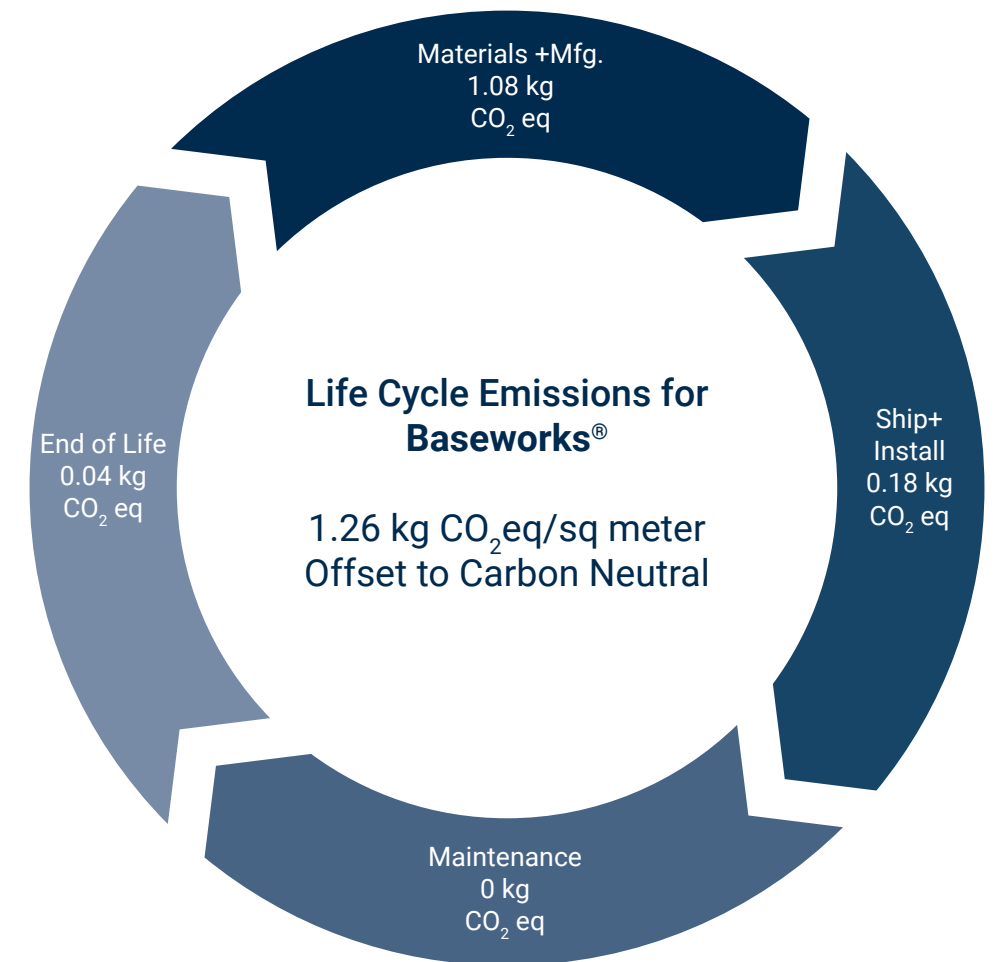 Materials +Mfg.
1.08 kg
CO₂ eq
Ship+
Install
0.18 kg
CO₂ eq
Maintenance
0 kg
CO₂ eq
End of Life
0.04 kg
CO₂ eq
Life Cycle Emissions for
Baseworks®
1.26 kg CO₂eq/sq meter
Offset to Carbon Neutral